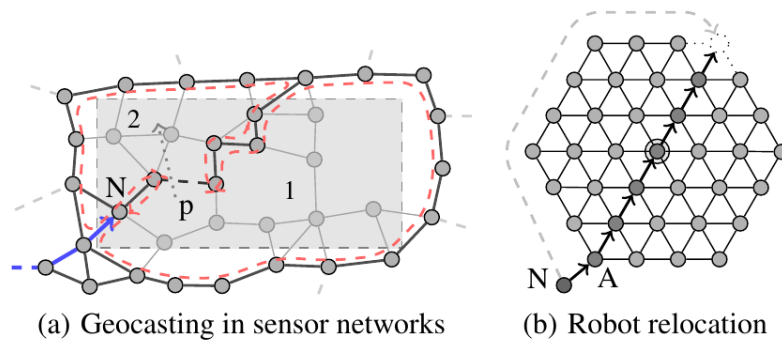 2
N
p
1
N
A
(a) Geocasting in sensor networks
(b) Robot relocation